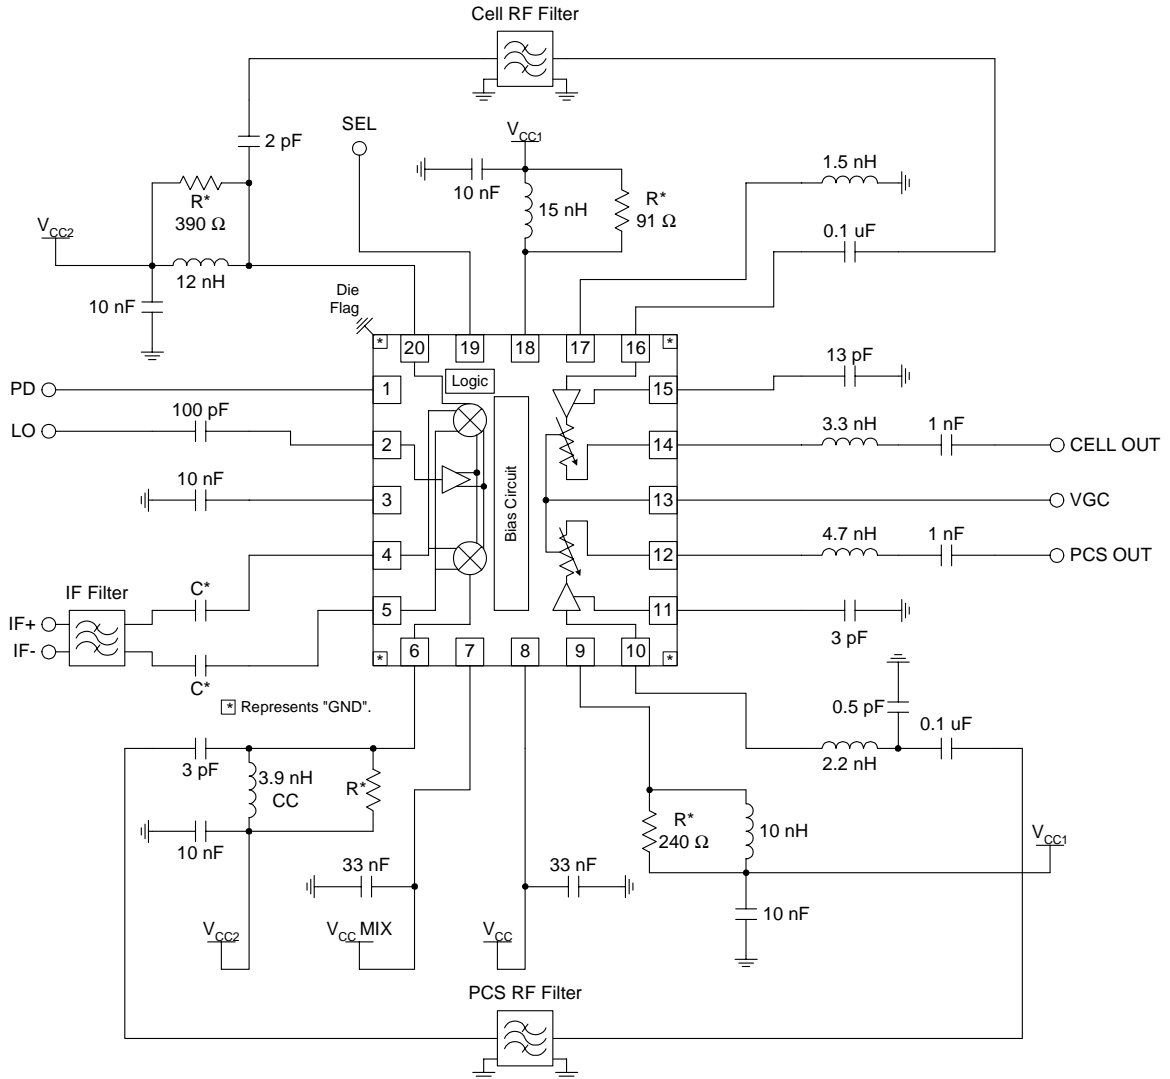 Cell RF Filter
2 pF
SEL
VCC1
10 nF
15 nH
R*
91 Ω
1.5 nH
0.1 uF
R*
390 Ω
VCC2
12 nH
10 nF
Die
Flag
* 20 19 18 17 16 *
Logic
Bias Circuit
PD
1
LO
100 pF
2
10 nF
3
4
5
IF Filter
C*
IF+
IF-
C*
15
13 pF
14
3.3 nH
1 nF
CELL OUT
13
VGC
12
4.7 nH
1 nF
PCS OUT
11
3 pF
* 6 7 8 9 10 *
* Represents "GND".
3 pF
3.9 nH
CC
R*
10 nF
VCC2
33 nF
VCC MIX
33 nF
VCC
0.5 pF
0.1 uF
2.2 nH
R*
240 Ω
10 nH
VCC1
10 nF
PCS RF Filter